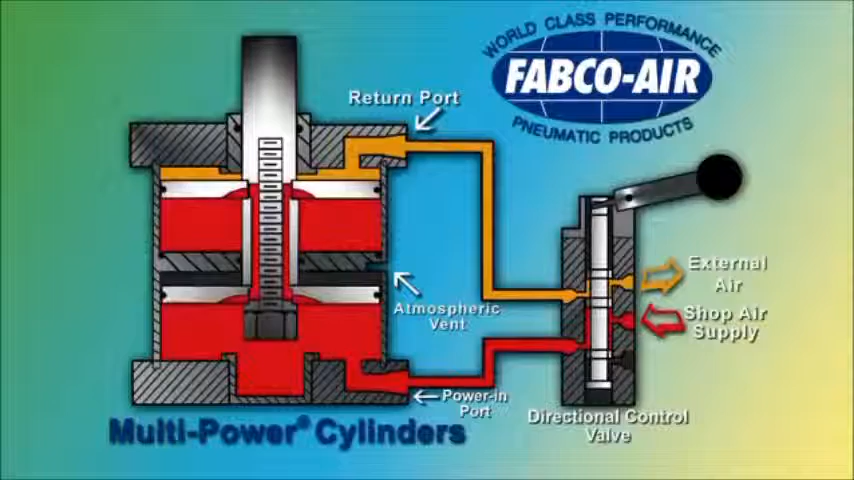 WORLD CLASS PERFORMANCE
FABCO-AIR
PNEUMATIC PRODUCTS
Return Port
External
Air
Atmospheric
Vent
Shop Air
Supply
Power-in
Port
Directional Control
Valve
Multi-Power® Cylinders